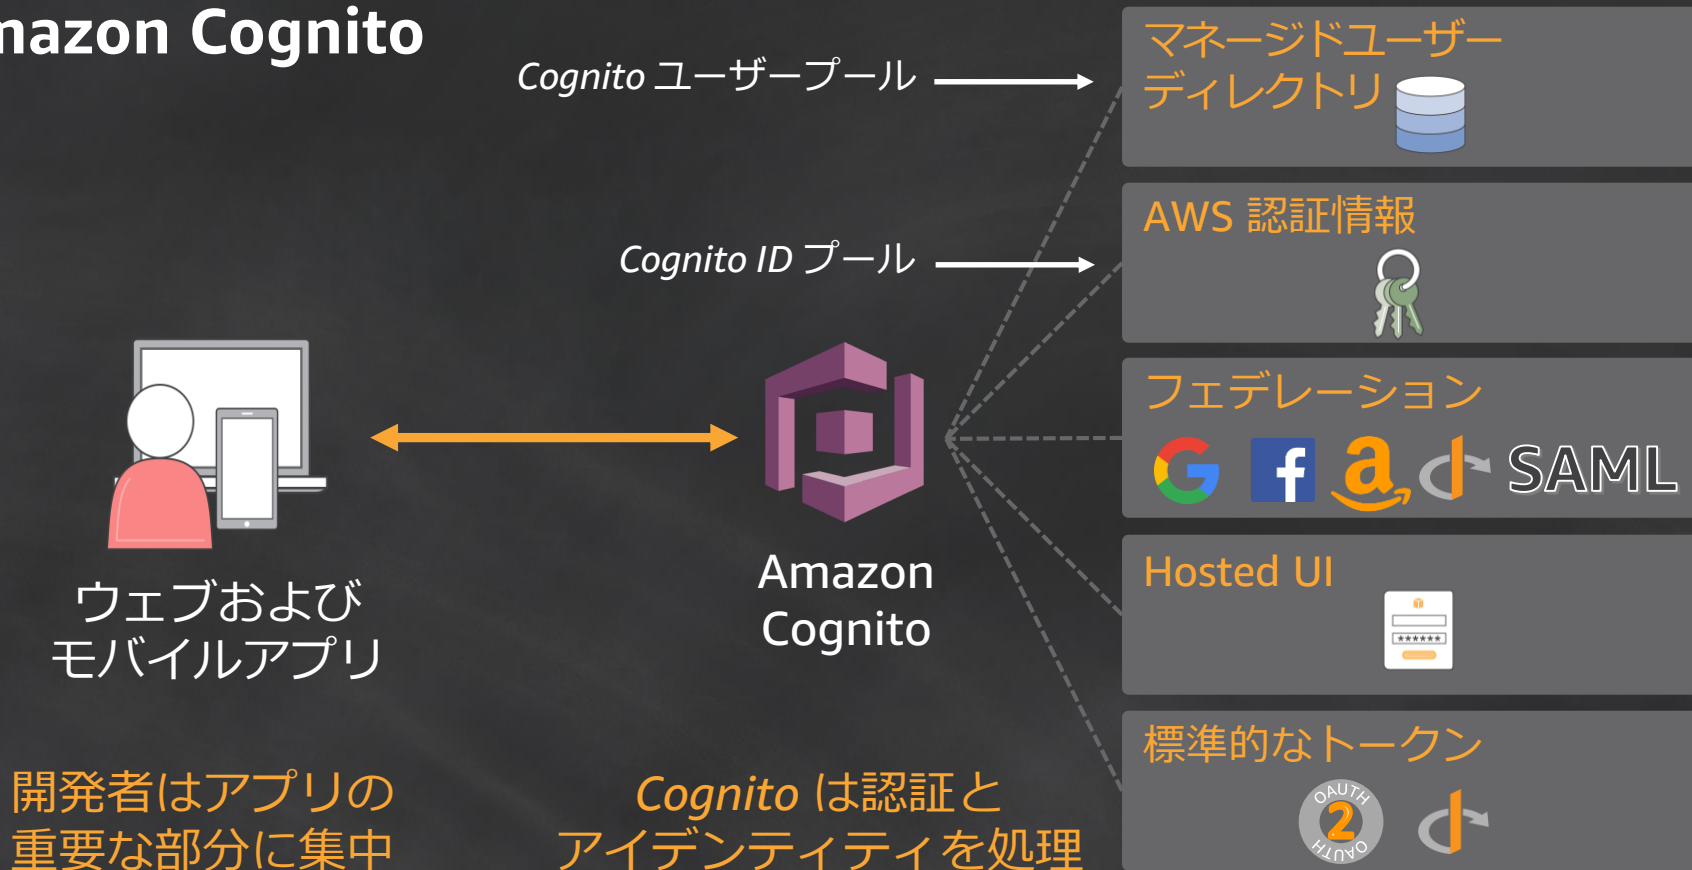 mazon Cognito
Cognito ユーザープール
マネージドユーザー
ディレクトリ
Cognito ID プール
AWS 認証情報
フェデレーション
G f a SAML
ウェブおよび
モバイルアプリ
Amazon
Cognito
Hosted UI
******
標準的なトークン
OAUTH
2
OAUTH
開発者はアプリの
重要な部分に集中
Cognito は認証と
アイデンティティを処理